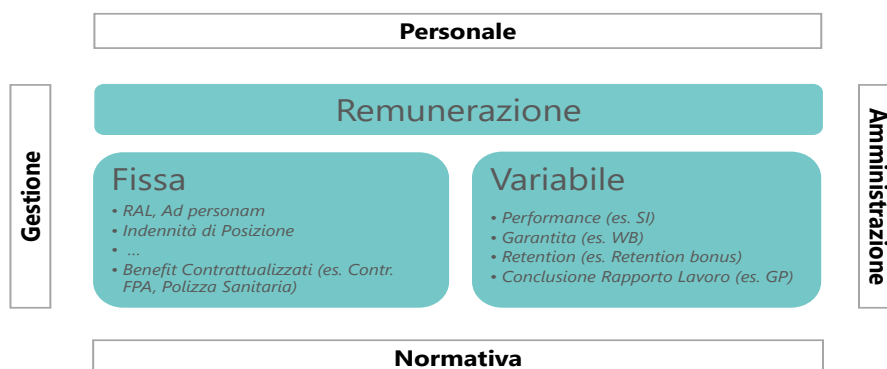 Personale
Gestione
Remunerazione
Fissa
• RAL, Ad personam
• Indennità di Posizione
• ...
• Benefit Contrattualizzati (es. Contr.
FPA, Polizza Sanitaria)
Variabile
• Performance (es. SI)
• Garantita (es. WB)
• Retention (es. Retention bonus)
• Conclusione Rapporto Lavoro (es. GP)
Amministrazione
Normativa